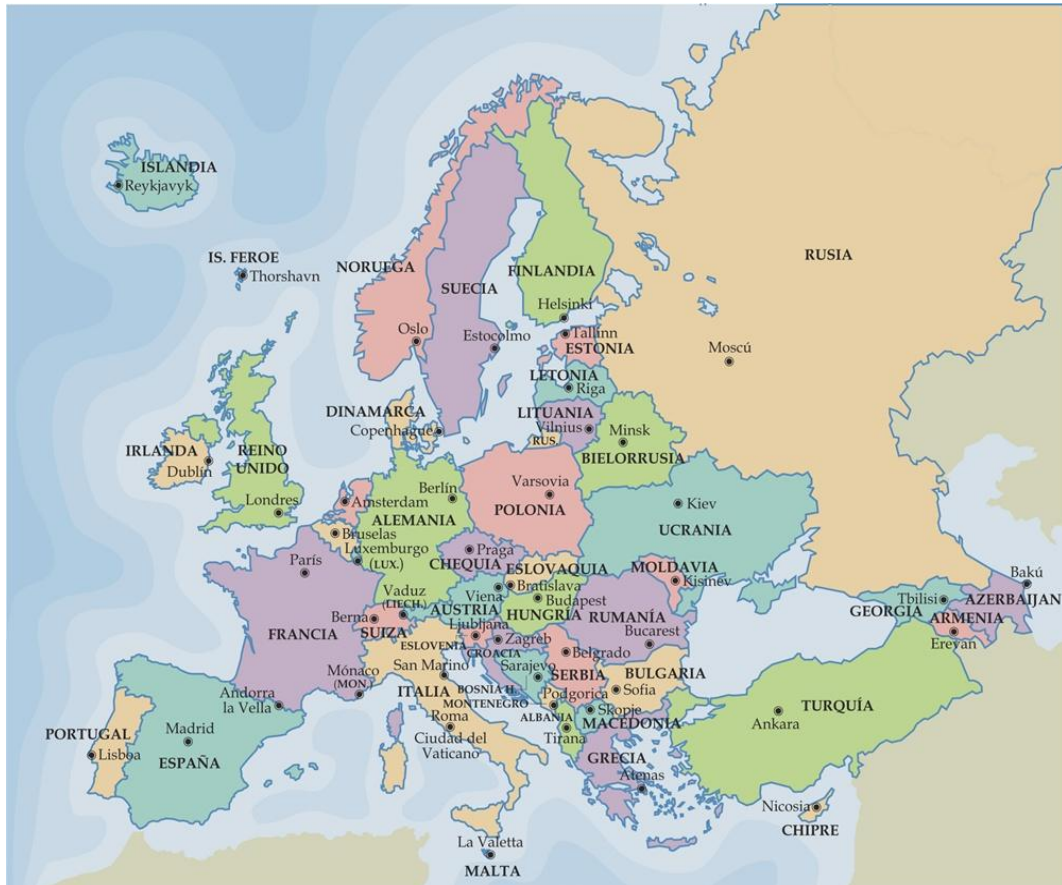 ISLANDIA
Reykjavyk
IS. FEROE
Thorshavn
NORUEGA
Oslo
SUECIA
Estocolmo
FINLANDIA
Helsinki
RUSIA
Moscú
Tallinn
ESTONIA
LETONIA
Riga
LITUANIA
Vilnius
RUS.
Minsk
BIELORRUSIA
DINAMARCA
Copenhague
IRLANDA
Dublín
REINO
UNIDO
Londres
Amsterdam
Berlín
ALEMANIA
Varsovia
POLONIA
Kiev
UCRANIA
Bruselas
Luxemburgo
(LUX.)
Praga
CHEQUIA
París
FRANCIA
ESLOVAQUIA
Bratislava
Viena
AUSTRIA
Budapest
HUNGRÍA
MOLDAVIA
Kisinev
RUMANÍA
Bucarest
Vaduz
(LIECH.)
Berna
SUIZA
Ljubljana
ESLOVENIA
Zagreb
CROACIA
Belgrado
SERBIA
Sarajevo
BOSNIA H.
MONTENEGRO
Podgorica
BULGARIA
Sofia
Skopje
MACEDONIA
ALBANIA
Tirana
San Marino
ITALIA
Roma
Ciudad del
Vaticano
Mónaco
(MON.)
Andorra
la Vella
PORTUGAL
Lisboa
Madrid
ESPAÑA
GRECIA
Atenas
TURQUÍA
Ankara
Bakú
Tbilisi
GEORGIA
AZERBAIJAN
ARMENIA
Erevan
Nicosia
CHIPRE
La Valetta
MALTA